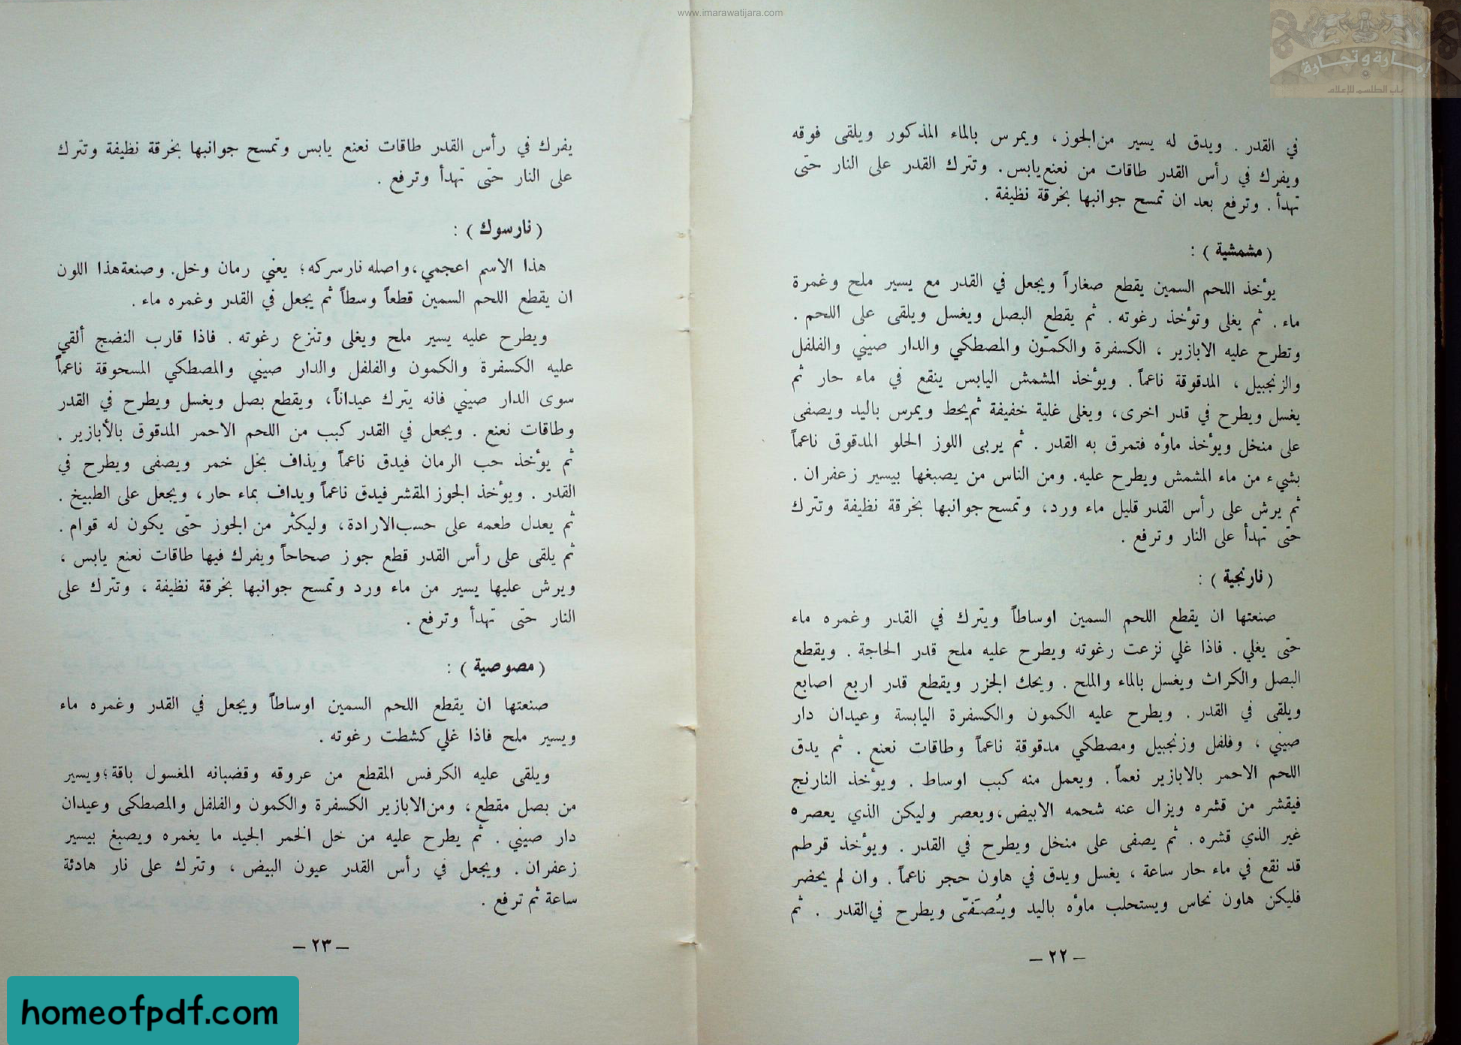 www.imarawatijara.com
إمارة وتجارة
في القدر . ويدق له يسير من الجوز ، ويمرس بالماء المذكور ويلقى فوقه
ويفرك في رأس القدر طاقات من نعنع يابس . وتترك القدر على النار حتى
تهدأ . وترفع بعد ان تمسح جوانبها بخرقة نظيفة .
( مشمشية ) :
يؤخذ اللحم السمين يقطع صغاراً ويجعل في القدر مع يسير ملح وغمرة
ماء . ثم يغلى وتؤخذ رغوته . ثم يقطع البصل ويغسل ويلقى على اللحم .
وتطرح عليه الابازير ، الكسفرة والكمّون والمصطكي والدار صيني والفلفل
والزنجبيل ، المدقوقة ناعماً . ويؤخذ المشمش اليابس ينقع في ماء حار ثم
يغسل ويطرح في قدر اخرى ، ويغلى غلية خفيفة ثم يحط ويمرس باليد ويصفى
على منخل ويؤخذ ماؤه فتمرق به القدر . ثم يربى اللوز الحلو المدقوق ناعماً
بشيء من ماء المشمش ويطرح عليه . ومن الناس من يصبغها بيسير زعفران .
ثم يرش على رأس القدر قليل ماء ورد ، وتمسح جوانبها بخرقة نظيفة وتترك
حتى تهدأ على النار وترفع .
( نارنجية ) :
صنعتها ان يقطع اللحم السمين اوساطاً ويترك في القدر وغمره ماء
حتى يغلي . فاذا غلي نزعت رغوته ويطرح عليه ملح قدر الحاجة . ويقطع
البصل والكراث ويغسل بالماء والملح . ويحك الجزر ويقطع قدر اربع اصابع
ويلقى في القدر . ويطرح عليه الكمون والكسفرة اليابسة وعيدان دار
صيني ، وفلفل وزنجبيل ومصطكي مدقوقة ناعماً وطاقات نعنع . ثم يدق
اللحم الاحمر بالابازير نعماً . ويعمل منه كبب اوساط . ويؤخذ النارنج
فيقشر من قشره ويزال عنه شحمه الابيض ، ويعصر وليكن الذي يعصره
غير الذي قشره . ثم يصفى على منخل ويطرح في القدر . ويؤخذ قرطم
قد نقع في ماء حار ساعة ، يغسل ويدق في هاون حجر ناعماً . وان لم يحضر
فليكن هاون نحاس ويستحلب ماؤه باليد ويُصَفّى ويطرح في القدر . ثم
— ٢٢ —
يفرك في رأس القدر طاقات نعنع يابس وتمسح جوانبها بخرقة نظيفة وتترك
على النار حتى تهدأ وترفع .
( نارسوك ) :
هذا الاسم اعجمي ، واصله نارسركه ؛ يعني رمان وخل . وصنعة هذا اللون
ان يقطع اللحم السمين قطعاً وسطاً ثم يجعل في القدر وغمره ماء .
ويطرح عليه يسير ملح ويغلى وتنزع رغوته . فاذا قارب النضج ألقي
عليه الكسفرة والكمون والفلفل والدار صيني والمصطكي المسحوقة ناعماً
سوى الدار صيني فانه يترك عيداناً ، ويقطع بصل ويغسل ويطرح في القدر
وطاقات نعنع . ويجعل في القدر كبب من اللحم الاحمر المدقوق بالأبازير .
ثم يؤخذ حب الرمان فيدق ناعماً ويذاف بخل خمر ويصفى ويطرح في
القدر . ويؤخذ الجوز المقشر فيدق ناعماً ويداف بماء حار ، ويجعل على الطبيخ .
ثم يعدل طعمه على حسب الارادة ، وليكثر من الجوز حتى يكون له قوام .
ثم يلقى على رأس القدر قطع جوز صحاحاً ويفرك فيها طاقات نعنع يابس ،
ويرش عليها يسير من ماء ورد وتمسح جوانبها بخرقة نظيفة ، وتترك على
النار حتى تهدأ وترفع .
( مصوصية ) :
صنعتها ان يقطع اللحم السمين اوساطاً ويجعل في القدر وغمره ماء
ويسير ملح فاذا غلي كشطت رغوته .
ويلقى عليه الكرفس المقطع من عروقه وقضبانه المغسول باقة ؛ ويسير
من بصل مقطع ، ومن الابازير الكسفرة والكمون والفلفل والمصطكى وعيدان
دار صيني . ثم يطرح عليه من خل الخمر الجيد ما يغمره ويصبغ بيسير
زعفران . ويجعل في رأس القدر عيون البيض ، وتترك على نار هادئة
ساعة ثم ترفع .
— ٢٣ —
homeofpdf.com